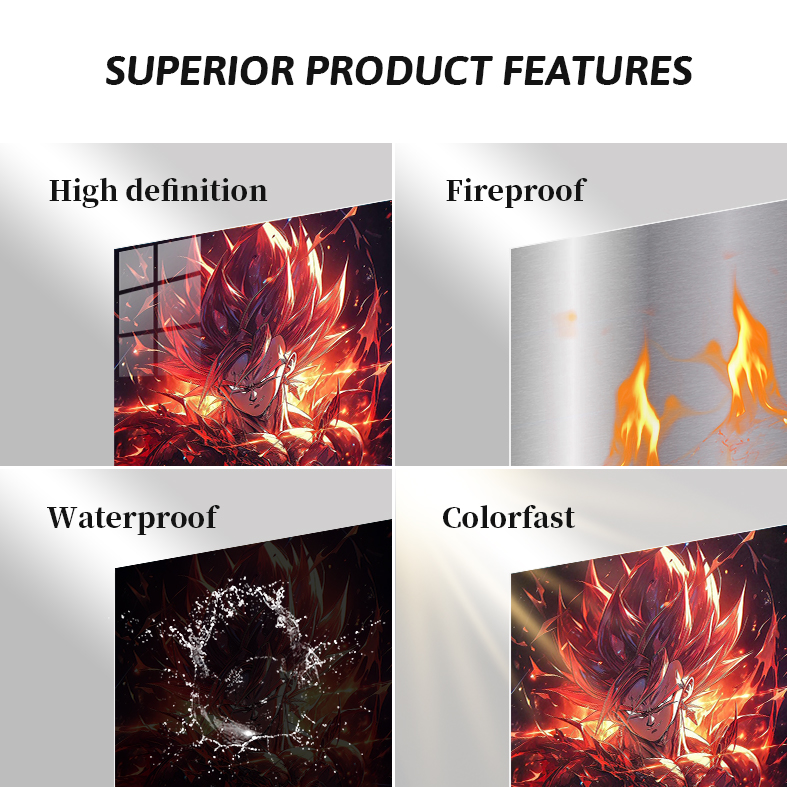 SUPERIOR PRODUCT FEATURES
High definition
Fireproof
Waterproof
Colorfast